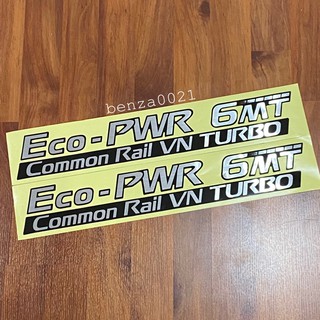 benza0021
Eco-PWR 6MT
Common Rail VN TURBO
Eco-PWR 6MT
Common Rail VN TURBO